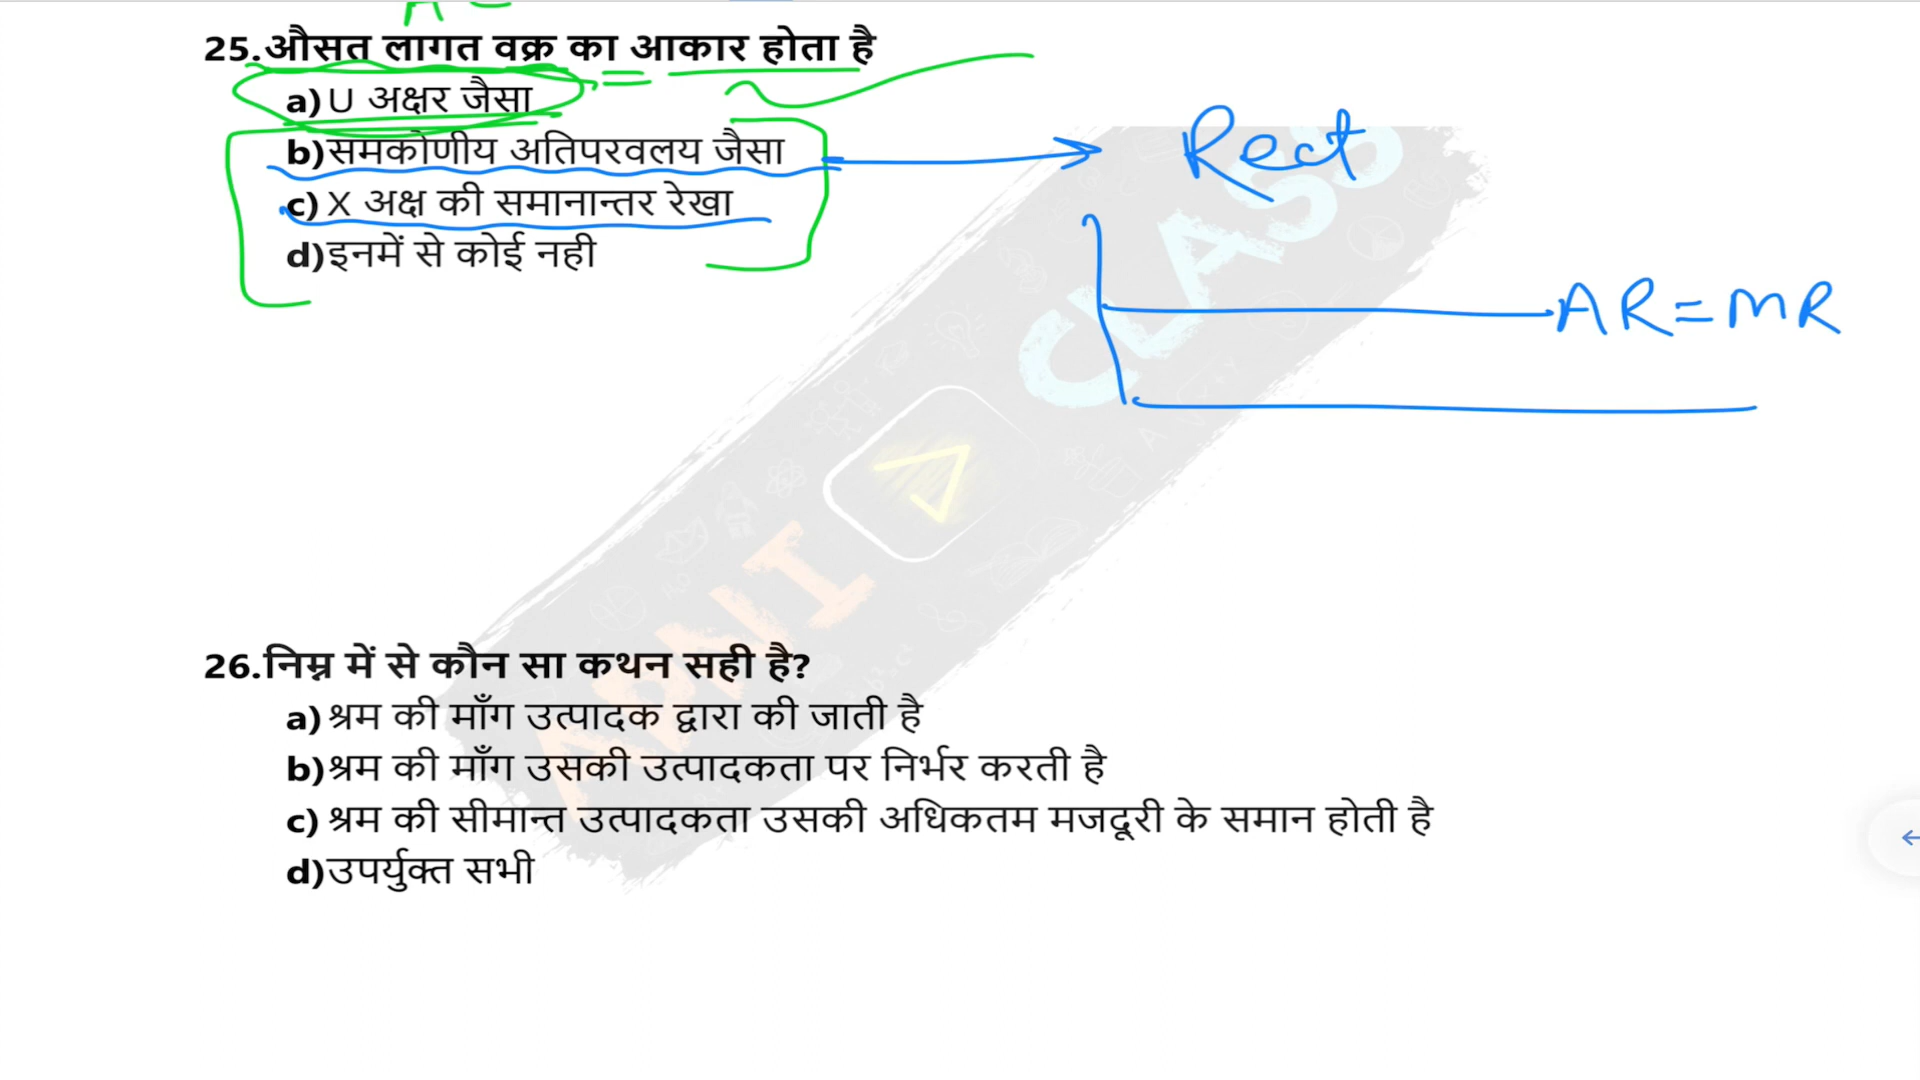 25.औसत लागत वक्र का आकार होता है
a) U अक्षर जैसा
b) समकोणीय अतिपरवलय जैसा
Rect
c) X अक्ष की समानान्तर रेखा
d) इनमें से कोई नही
AR=MR
CLASS
APNI
26.निम्न में से कौन सा कथन सही है?
a) श्रम की माँग उत्पादक द्वारा की जाती है
b) श्रम की माँग उसकी उत्पादकता पर निर्भर करती है
c) श्रम की सीमान्त उत्पादकता उसकी अधिकतम मजदूरी के समान होती है
d) उपर्युक्त सभी